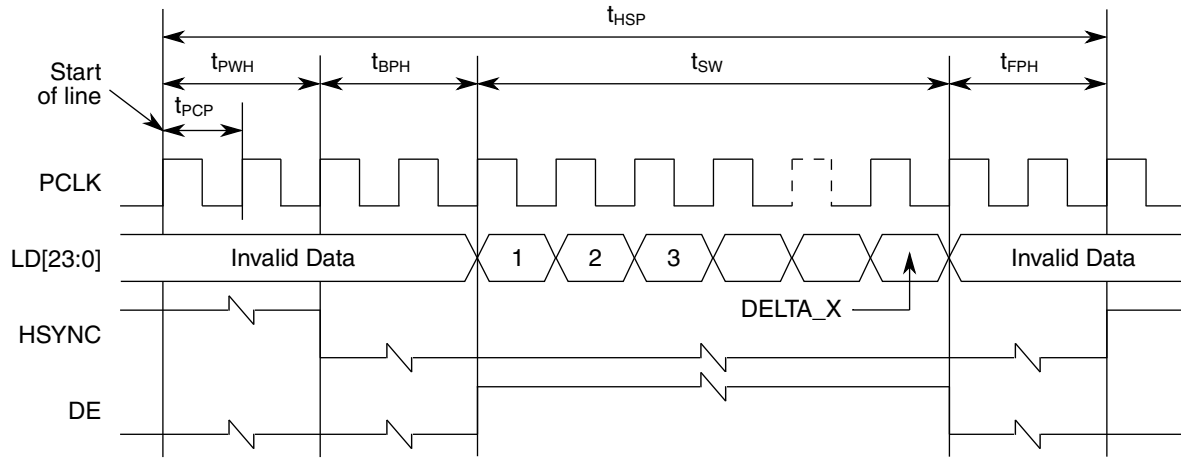 tHSP
tPWH tBPH tSW tFPH
Start
of line
tPCP
PCLK
LD[23:0] Invalid Data 1 2 3 Invalid Data
DELTA_X
HSYNC
DE